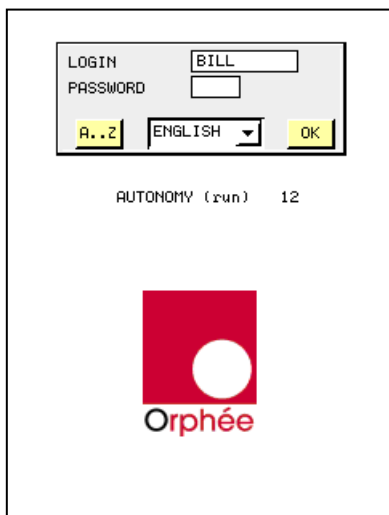 LOGIN BILL
PASSWORD
A..Z ENGLISH OK
AUTONOMY (run) 12
Orphée